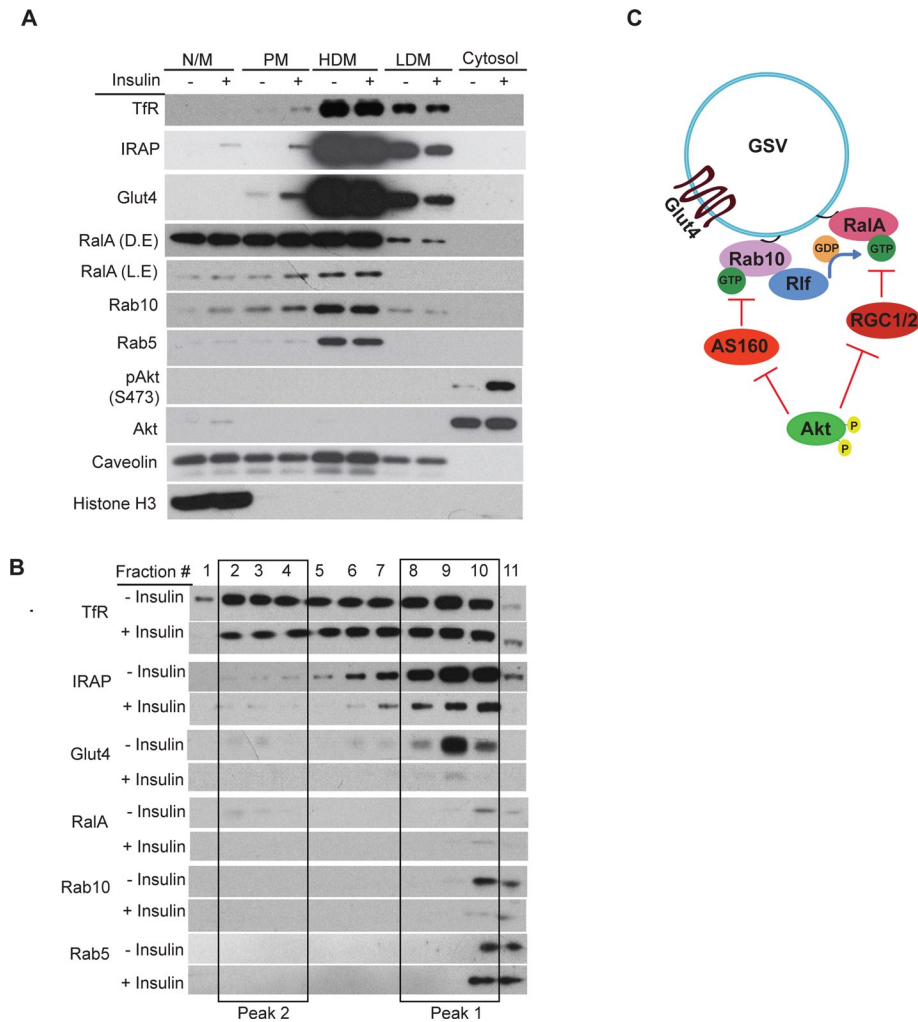 A
N/M PM HDM LDM Cytosol
Insulin - + - + - + - + - +
TfR
IRAP
Glut4
RalA (D.E)
RalA (L.E)
Rab10
Rab5
pAkt
(S473)
Akt
Caveolin
Histone H3
B
Fraction # 1 2 3 4 5 6 7 8 9 10 11
TfR
- Insulin
+ Insulin
IRAP
- Insulin
+ Insulin
Glut4
- Insulin
+ Insulin
RalA
- Insulin
+ Insulin
Rab10
- Insulin
+ Insulin
Rab5
- Insulin
+ Insulin
Peak 2 Peak 1
C
GSV
Glut4
RalA
Rab10
GDP
GTP
GTP
Rlf
AS160
RGC1/2
Akt
P
P